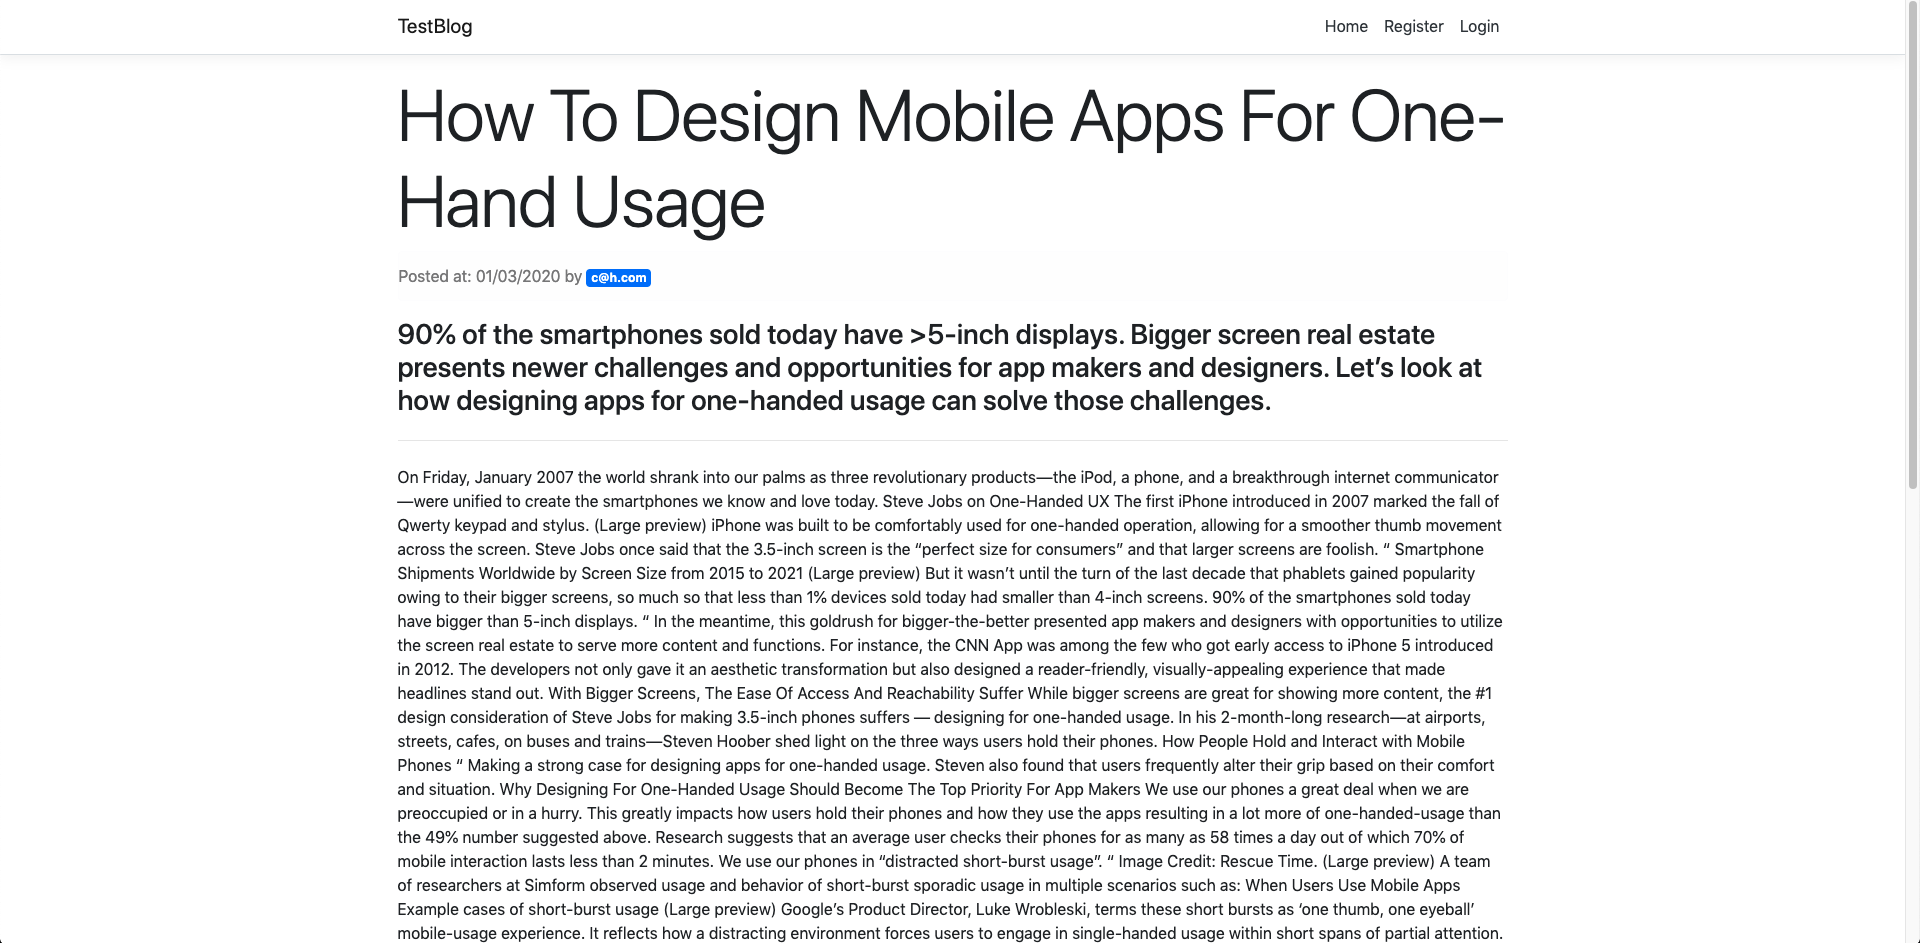 TestBlog
Home Register Login
How To Design Mobile Apps For One-
Hand Usage
Posted at: 01/03/2020 by c@h.com
90% of the smartphones sold today have >5-inch displays. Bigger screen real estate
presents newer challenges and opportunities for app makers and designers. Let’s look at
how designing apps for one-handed usage can solve those challenges.
On Friday, January 2007 the world shrank into our palms as three revolutionary products—the iPod, a phone, and a breakthrough internet communicator
—were unified to create the smartphones we know and love today. Steve Jobs on One-Handed UX The first iPhone introduced in 2007 marked the fall of
Qwerty keypad and stylus. (Large preview) iPhone was built to be comfortably used for one-handed operation, allowing for a smoother thumb movement
across the screen. Steve Jobs once said that the 3.5-inch screen is the “perfect size for consumers” and that larger screens are foolish. “ Smartphone
Shipments Worldwide by Screen Size from 2015 to 2021 (Large preview) But it wasn’t until the turn of the last decade that phablets gained popularity
owing to their bigger screens, so much so that less than 1% devices sold today had smaller than 4-inch screens. 90% of the smartphones sold today
have bigger than 5-inch displays. “ In the meantime, this goldrush for bigger-the-better presented app makers and designers with opportunities to utilize
the screen real estate to serve more content and functions. For instance, the CNN App was among the few who got early access to iPhone 5 introduced
in 2012. The developers not only gave it an aesthetic transformation but also designed a reader-friendly, visually-appealing experience that made
headlines stand out. With Bigger Screens, The Ease Of Access And Reachability Suffer While bigger screens are great for showing more content, the #1
design consideration of Steve Jobs for making 3.5-inch phones suffers — designing for one-handed usage. In his 2-month-long research—at airports,
streets, cafes, on buses and trains—Steven Hoober shed light on the three ways users hold their phones. How People Hold and Interact with Mobile
Phones “ Making a strong case for designing apps for one-handed usage. Steven also found that users frequently alter their grip based on their comfort
and situation. Why Designing For One-Handed Usage Should Become The Top Priority For App Makers We use our phones a great deal when we are
preoccupied or in a hurry. This greatly impacts how users hold their phones and how they use the apps resulting in a lot more of one-handed-usage than
the 49% number suggested above. Research suggests that an average user checks their phones for as many as 58 times a day out of which 70% of
mobile interaction lasts less than 2 minutes. We use our phones in “distracted short-burst usage”. “ Image Credit: Rescue Time. (Large preview) A team
of researchers at Simform observed usage and behavior of short-burst sporadic usage in multiple scenarios such as: When Users Use Mobile Apps
Example cases of short-burst usage (Large preview) Google’s Product Director, Luke Wrobleski, terms these short bursts as ‘one thumb, one eyeball’
mobile-usage experience. It reflects how a distracting environment forces users to engage in single-handed usage within short spans of partial attention.